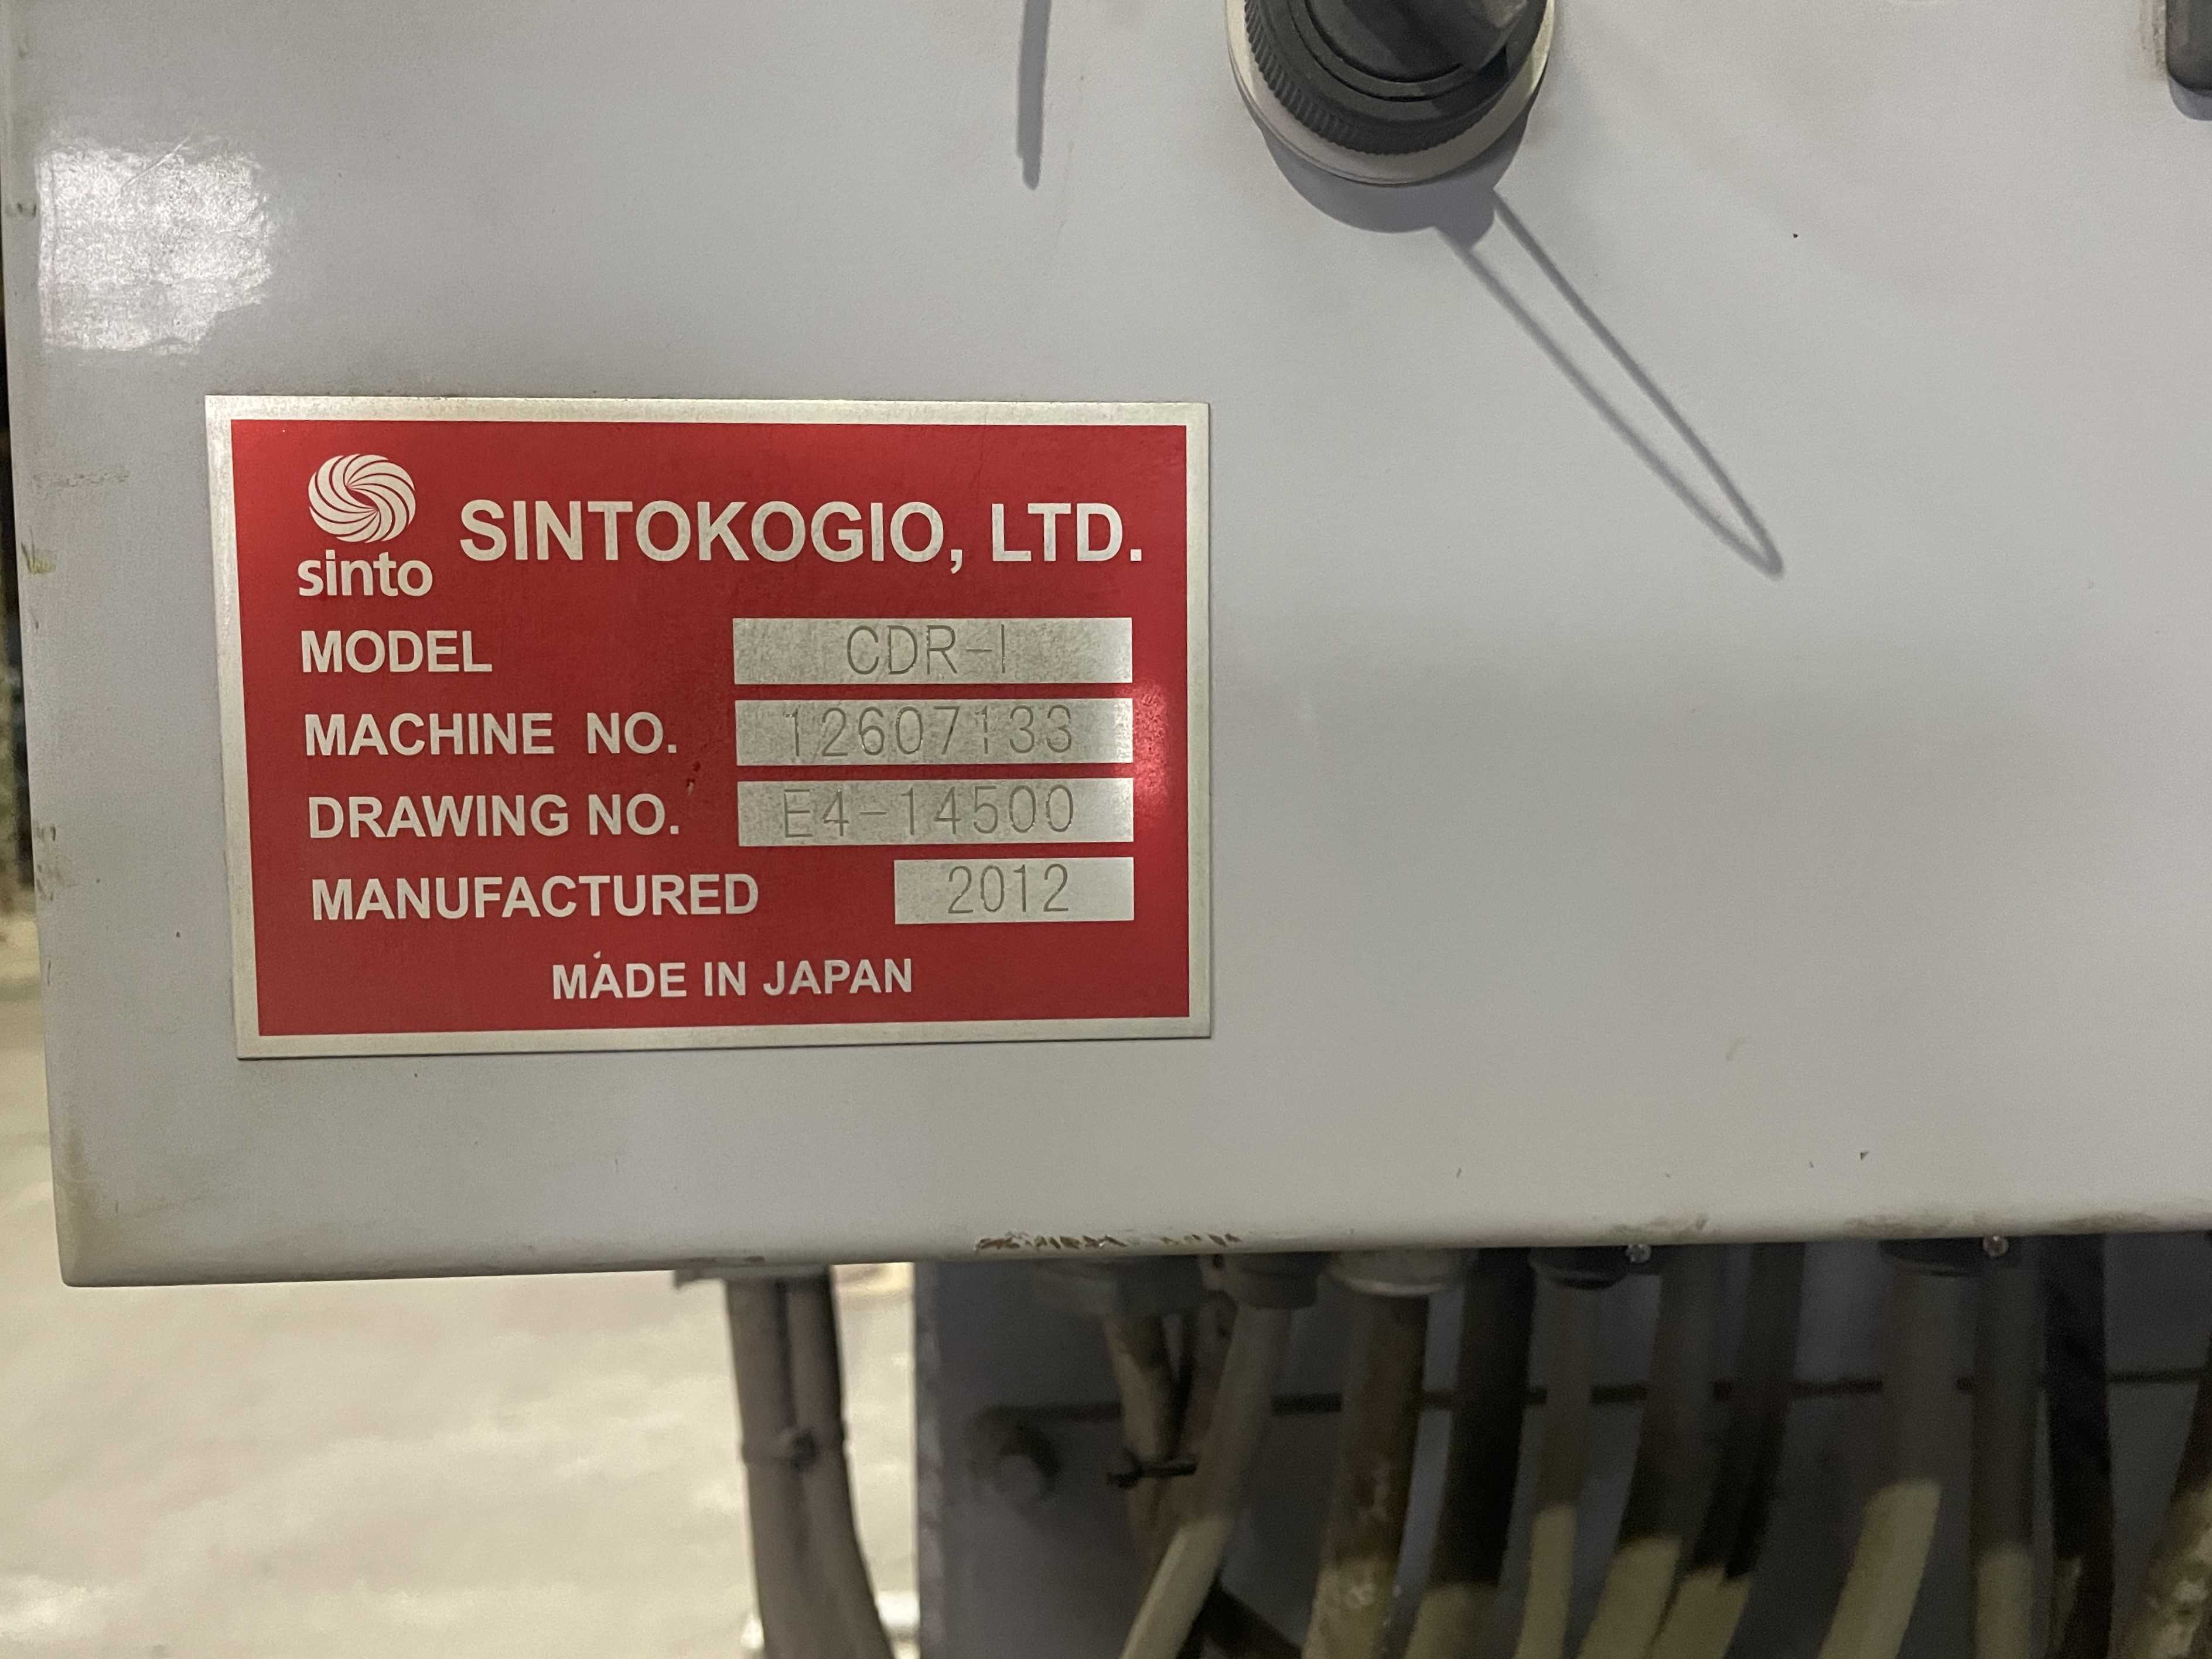 sinto SINTOKOGIO, LTD.
MODEL CDR-I
MACHINE NO. 12607133
DRAWING NO. E4-14500
MANUFACTURED 2012
MADE IN JAPAN